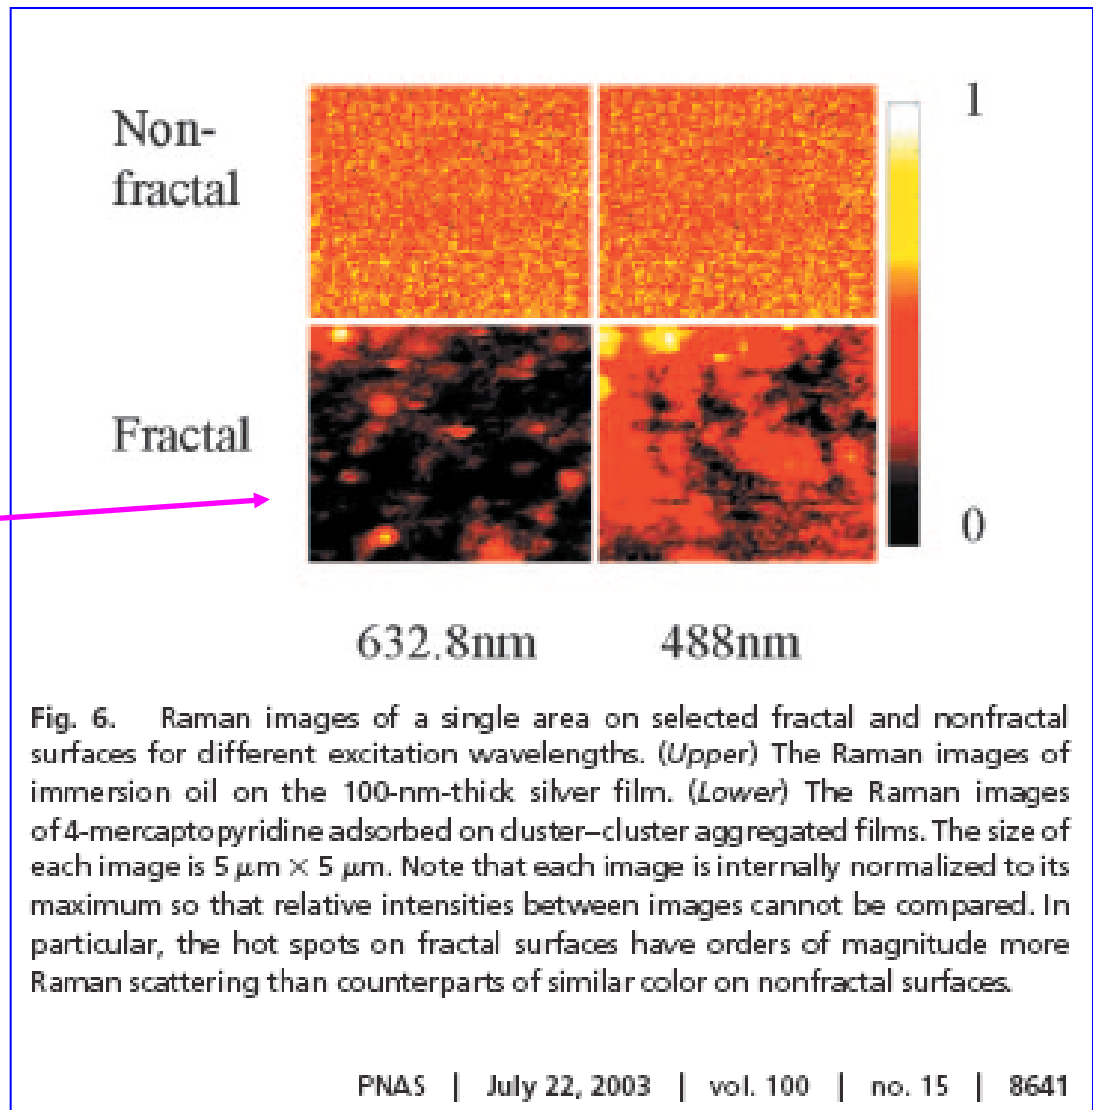 Non-
fractal
1
Fractal
0
632.8nm
488nm
Fig. 6. Raman images of a single area on selected fractal and nonfractal
surfaces for different excitation wavelengths. (Upper) The Raman images of
immersion oil on the 100-nm-thick silver film. (Lower) The Raman images
of 4-mercaptopyridine adsorbed on cluster–cluster aggregated films. The size of
each image is 5 μm × 5 μm. Note that each image is internally normalized to its
maximum so that relative intensities between images cannot be compared. In
particular, the hot spots on fractal surfaces have orders of magnitude more
Raman scattering than counterparts of similar color on nonfractal surfaces.
PNAS | July 22, 2003 | vol. 100 | no. 15 | 8641